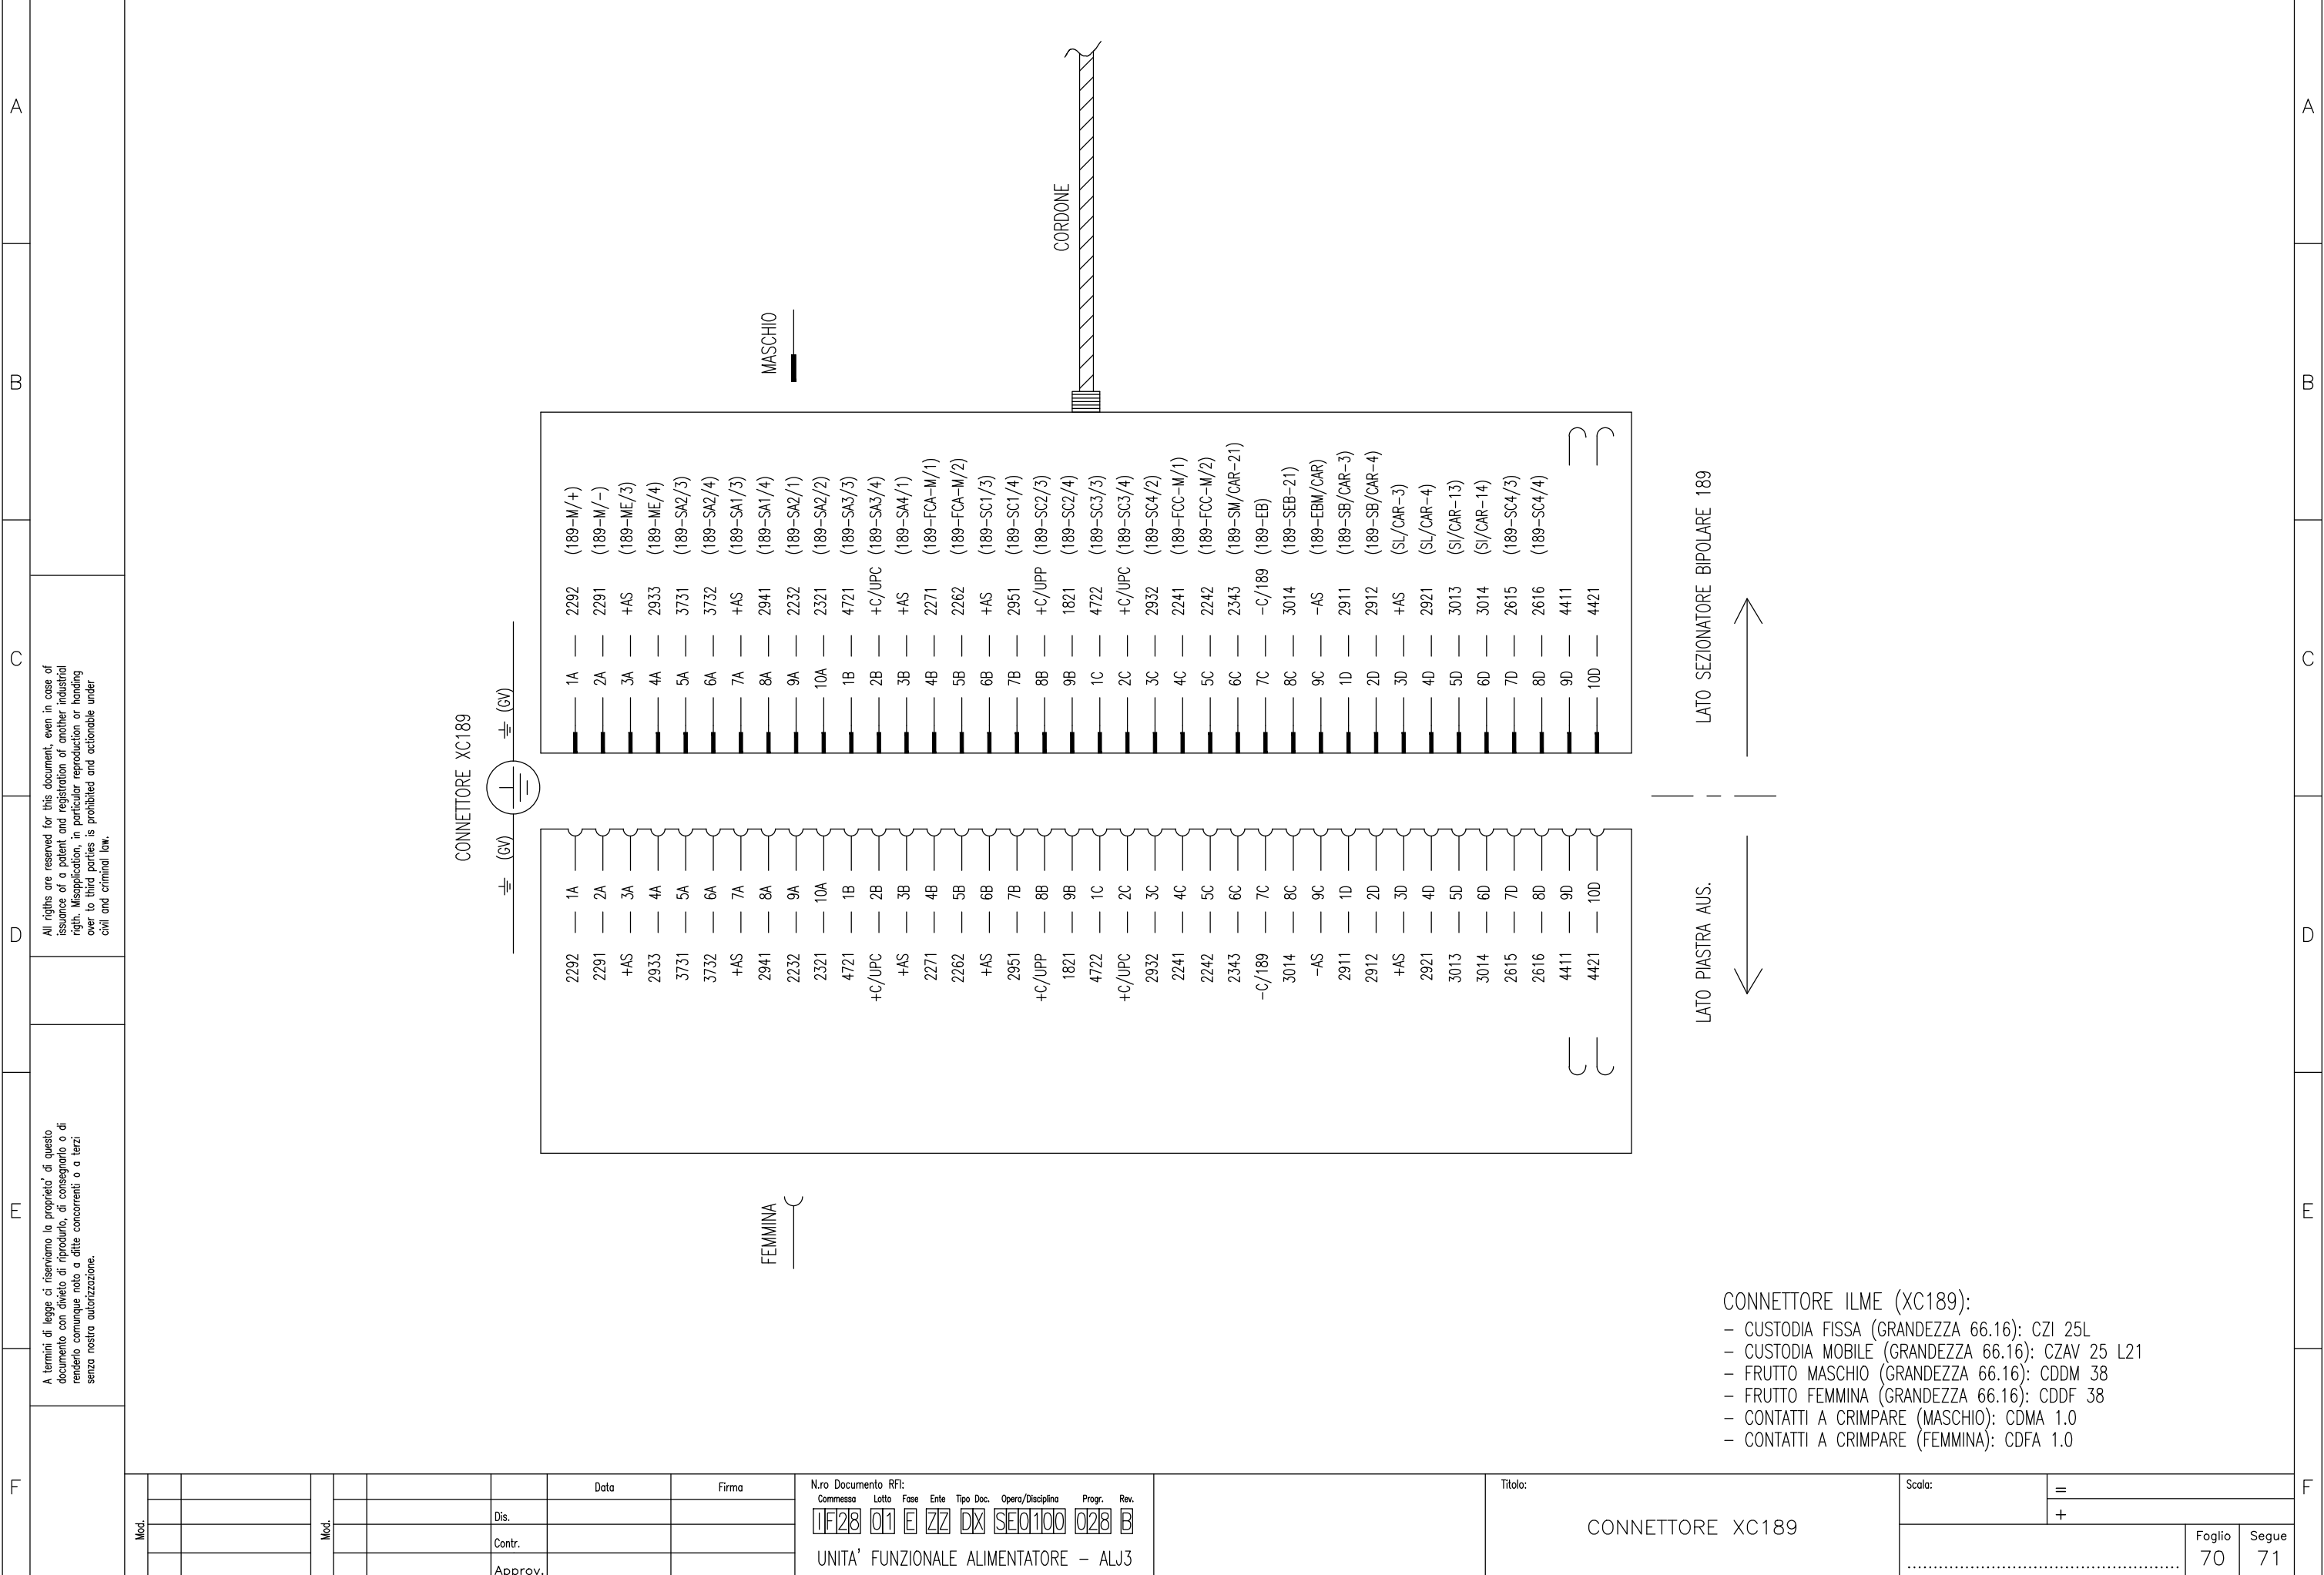 A
B
C
D
E
F
A
B
C
D
E
F
All rigths are reserved for this document, even in case of
issuance of a patent and registration of another industrial
rigth. Misapplication, in particular reproduction or handing
over to third parties is prohibited and actionable under
civil and criminal law.
A termini di legge ci riserviamo la proprieta' di questo
documento con divieto di riprodurlo, di consegnarlo o di
renderlo comunque noto a ditte concorrenti o a terzi
senza nostra autorizzazione.
CORDONE
MASCHIO
CONNETTORE XC189
(GV)
(GV)
1A 2292 (189-M/+)
2A 2291 (189-M/-)
3A +AS (189-ME/3)
4A 2933 (189-ME/4)
5A 3731 (189-SA2/3)
6A 3732 (189-SA2/4)
7A +AS (189-SA1/3)
8A 2941 (189-SA1/4)
9A 2232 (189-SA2/1)
10A 2321 (189-SA2/2)
1B 4721 (189-SA3/3)
2B +C/UPC (189-SA3/4)
3B +AS (189-SA4/1)
4B 2271 (189-FCA-M/1)
5B 2262 (189-FCA-M/2)
6B +AS (189-SC1/3)
7B 2951 (189-SC1/4)
8B +C/UPP (189-SC2/3)
9B 1821 (189-SC2/4)
1C 4722 (189-SC3/3)
2C +C/UPC (189-SC3/4)
3C 2932 (189-SC4/2)
4C 2241 (189-FCC-M/1)
5C 2242 (189-FCC-M/2)
6C 2343 (189-SM/CAR-21)
7C -C/189 (189-EB)
8C 3014 (189-SEB-21)
9C -AS (189-EBM/CAR)
1D 2911 (189-SB/CAR-3)
2D 2912 (189-SB/CAR-4)
3D +AS (SL/CAR-3)
4D 2921 (SL/CAR-4)
5D 3013 (SI/CAR-13)
6D 3014 (SI/CAR-14)
7D 2615 (189-SC4/3)
8D 2616 (189-SC4/4)
9D 4411
10D 4421
LATO SEZIONATORE BIPOLARE 189
2292 1A
2291 2A
+AS 3A
2933 4A
3731 5A
3732 6A
+AS 7A
2941 8A
2232 9A
2321 10A
4721 1B
+C/UPC 2B
+AS 3B
2271 4B
2262 5B
+AS 6B
2951 7B
+C/UPP 8B
1821 9B
4722 1C
+C/UPC 2C
2932 3C
2241 4C
2242 5C
2343 6C
-C/189 7C
3014 8C
-AS 9C
2911 1D
2912 2D
+AS 3D
2921 4D
3013 5D
3014 6D
2615 7D
2616 8D
4411 9D
4421 10D
LATO PIASTRA AUS.
FEMMINA
CONNETTORE ILME (XC189):
- CUSTODIA FISSA (GRANDEZZA 66.16): CZI 25L
- CUSTODIA MOBILE (GRANDEZZA 66.16): CZAV 25 L21
- FRUTTO MASCHIO (GRANDEZZA 66.16): CDDM 38
- FRUTTO FEMMINA (GRANDEZZA 66.16): CDDF 38
- CONTATTI A CRIMPARE (MASCHIO): CDMA 1.0
- CONTATTI A CRIMPARE (FEMMINA): CDFA 1.0
Mod.
Mod.
Data
Firma
Dis.
Contr.
Approv.
N.ro Documento RFI:
Commessa Lotto Fase Ente Tipo Doc. Opera/Disciplina Progr. Rev.
IF28 01 E ZZ DX SE0100 028 B
UNITA' FUNZIONALE ALIMENTATORE - ALJ3
Titolo:
CONNETTORE XC189
Scala:
=
+
Foglio
70
Segue
71